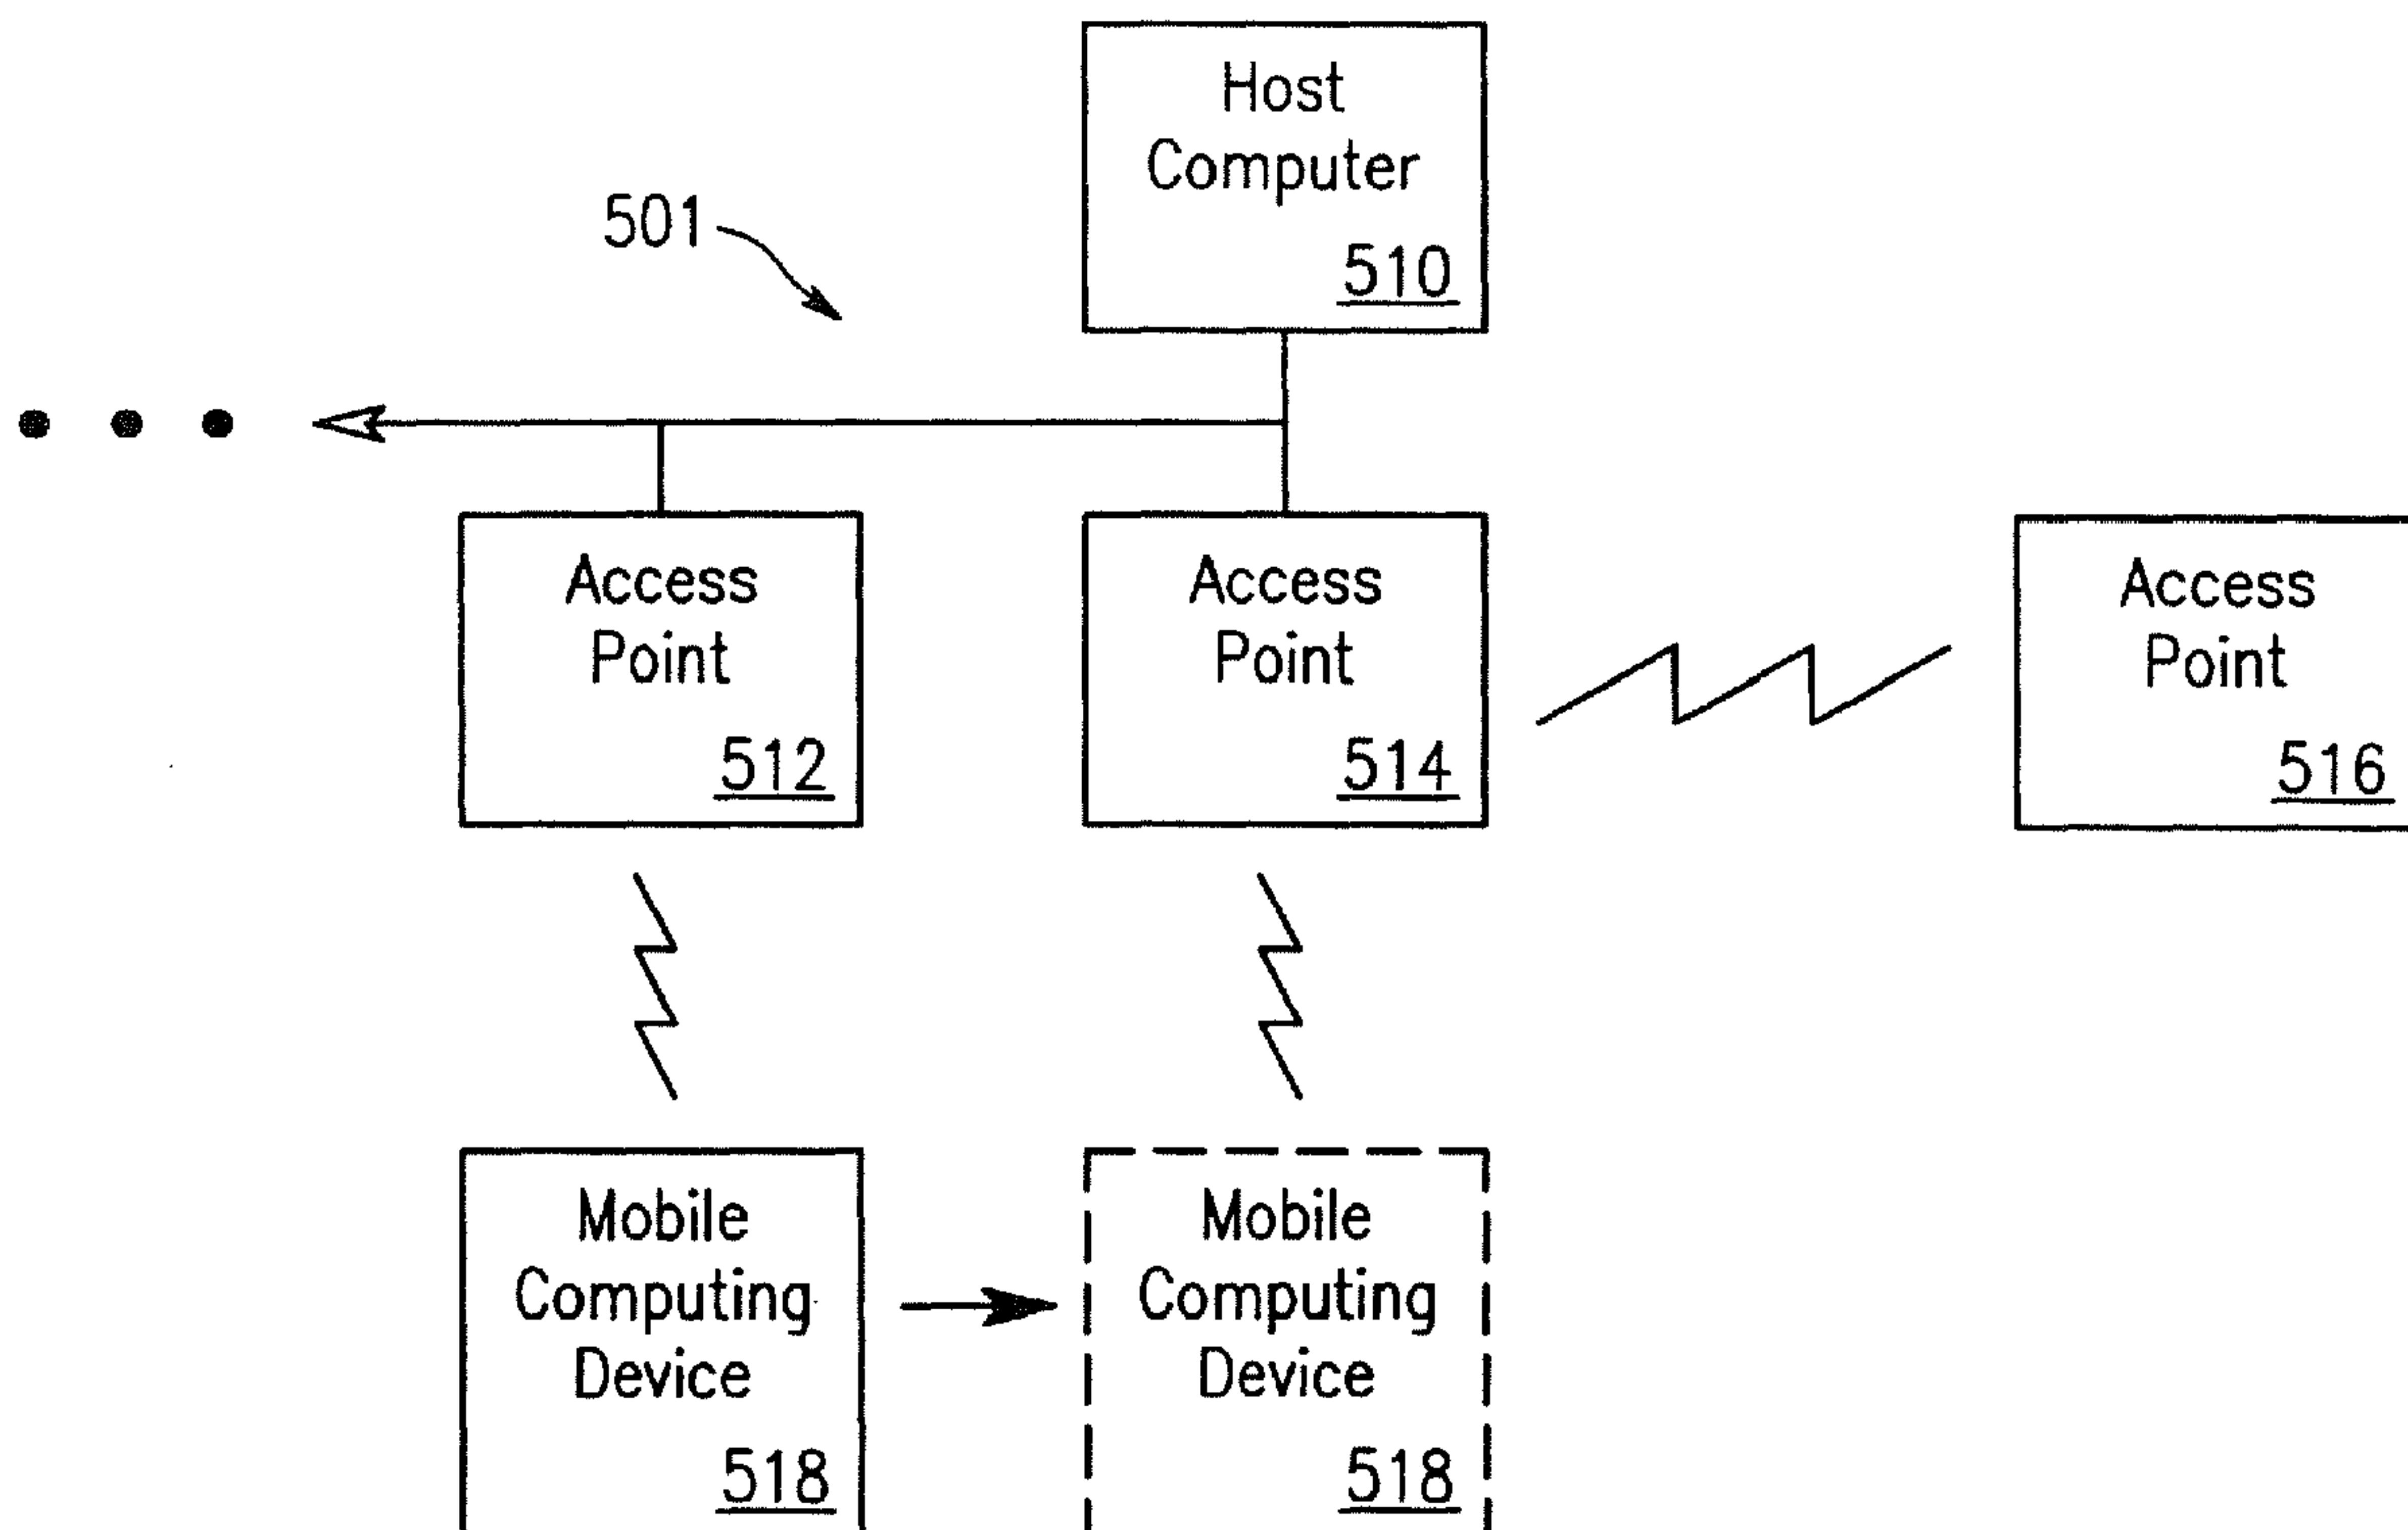 Host
Computer
510
501
Access
Point
512
Access
Point
514
Access
Point
516
Mobile
Computing
Device
518
Mobile
Computing
Device
518